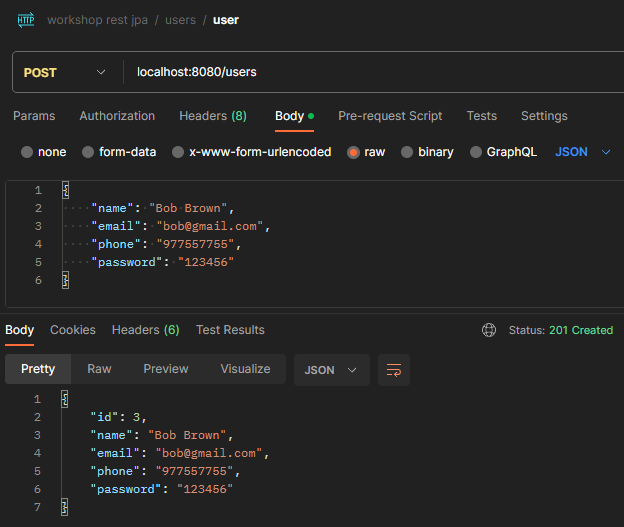 HTTP workshop rest jpa / users / user
POST localhost:8080/users
Params Authorization Headers (8) Body Pre-request Script Tests Settings
none form-data x-www-form-urlencoded raw binary GraphQL JSON
1 {
2 "name": "Bob Brown",
3 "email": "bob@gmail.com",
4 "phone": "977557755",
5 "password": "123456"
6 }
Body Cookies Headers (6) Test Results Status: 201 Created
Pretty Raw Preview Visualize JSON
1 {
2 "id": 3,
3 "name": "Bob Brown",
4 "email": "bob@gmail.com",
5 "phone": "977557755",
6 "password": "123456"
7 }